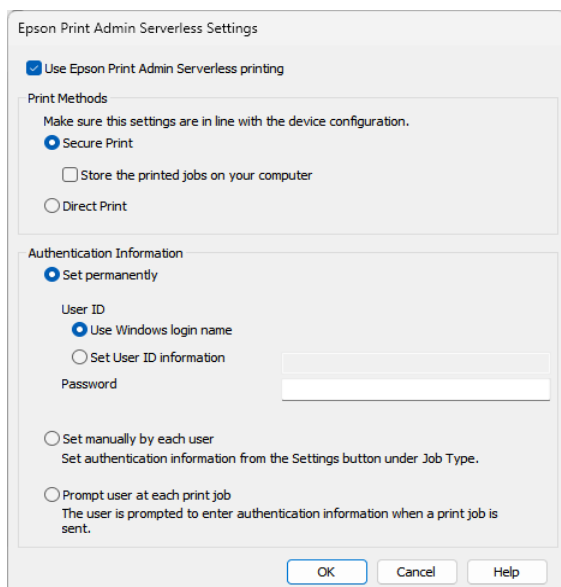 Epson Print Admin Serverless Settings
Use Epson Print Admin Serverless printing
Print Methods
Make sure this settings are in line with the device configuration.
Secure Print
Store the printed jobs on your computer
Direct Print
Authentication Information
Set permanently
User ID
Use Windows login name
Set User ID information
Password
Set manually by each user
Set authentication information from the Settings button under Job Type.
Prompt user at each print job
The user is prompted to enter authentication information when a print job is
sent.
OK Cancel Help